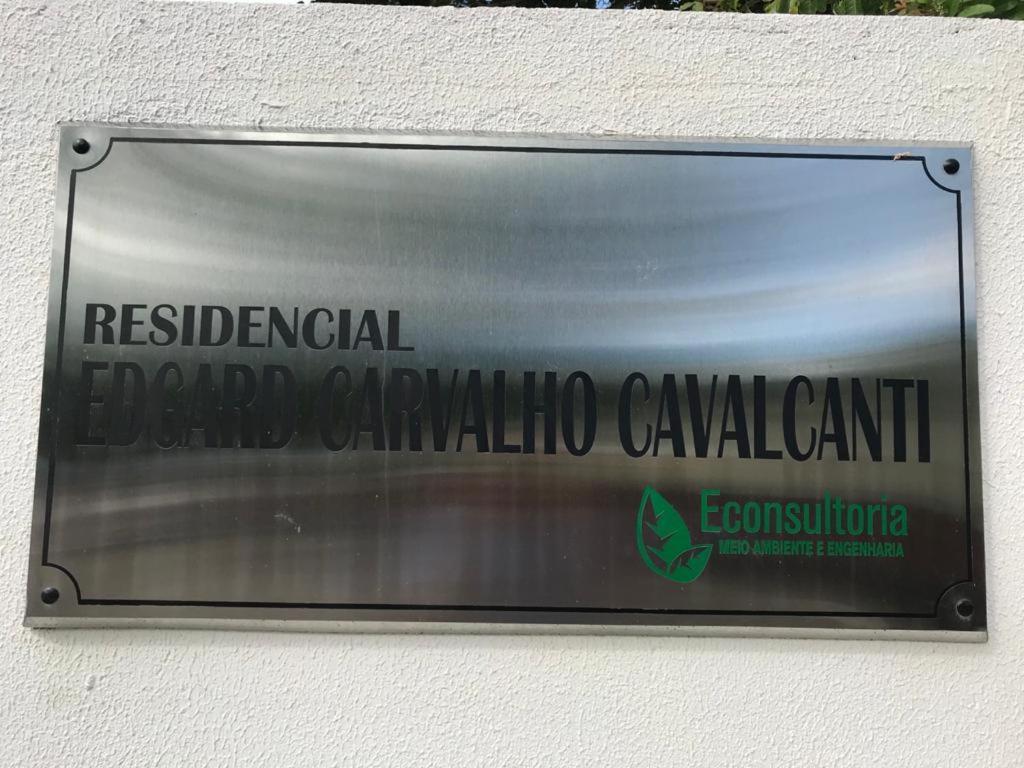 RESIDENCIAL
EDGARD CARVALHO CAVALCANTI
Econsultoria
MEIO AMBIENTE E ENGENHARIA